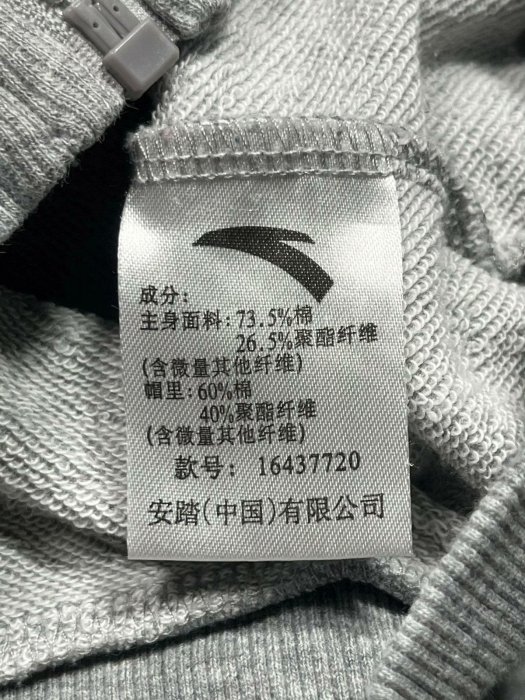 成分:
主身面料:73.5%棉
26.5%聚酯纤维
(含微量其他纤维)
帽里:60%棉
40%聚酯纤维
(含微量其他纤维)
款号: 16437720
安踏(中国)有限公司